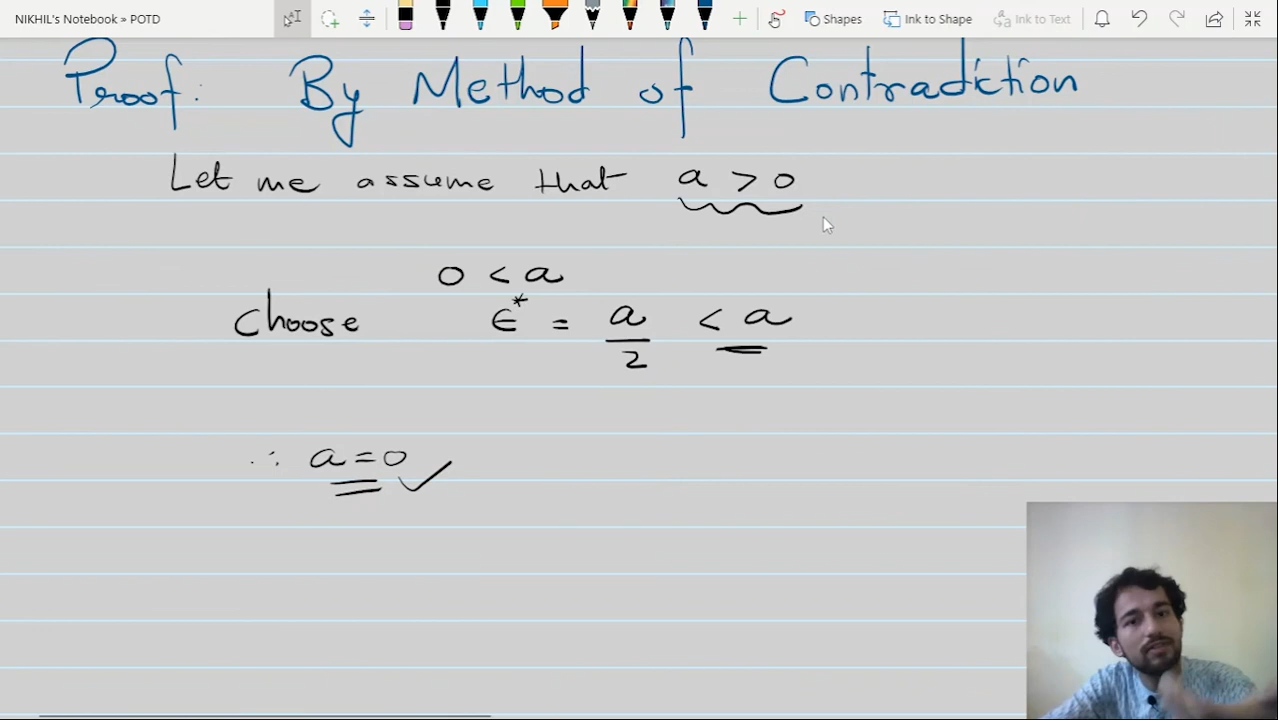 NIKHIL's Notebook » POTD
Shapes
Ink to Shape
Ink to Text
Proof: By Method of Contradiction
Let me assume that a > 0
0 < a
Choose ϵ* = a/2 < a
∴ a = 0 ✓